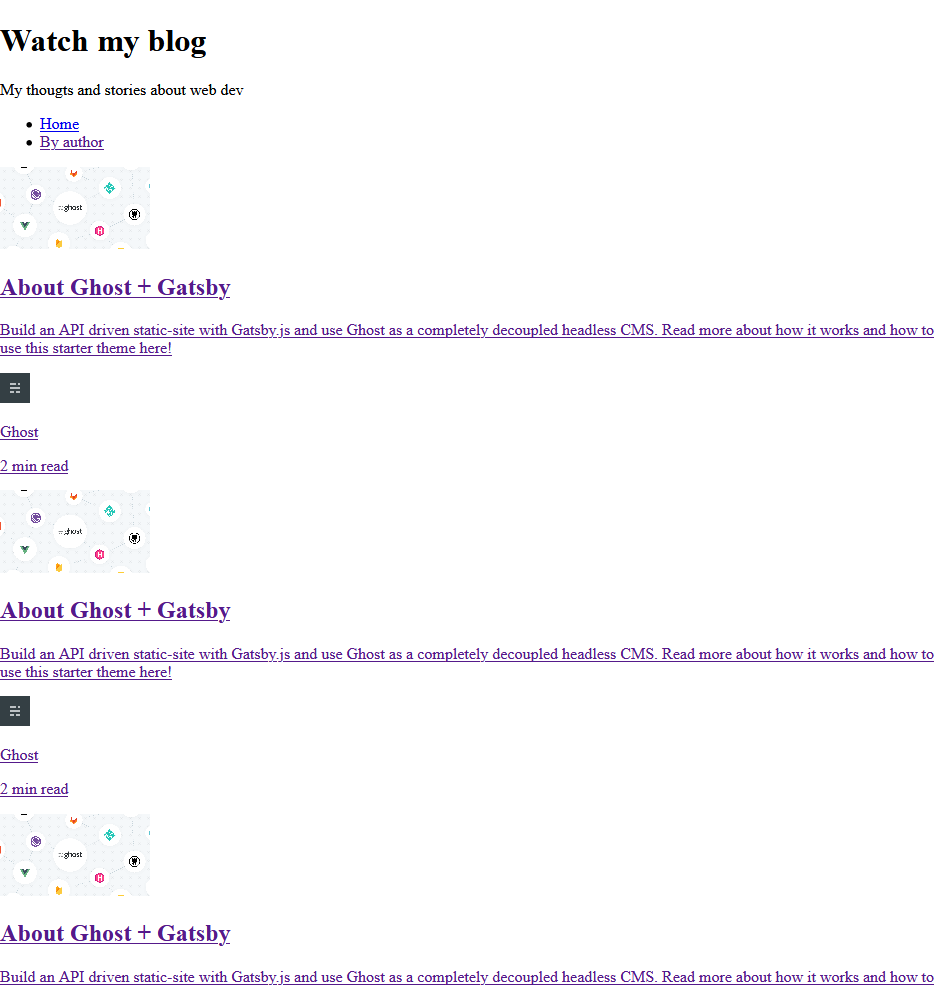 Watch my blog
My thougts and stories about web dev
Home
By author
ghost
About Ghost + Gatsby
Build an API driven static-site with Gatsby.js and use Ghost as a completely decoupled headless CMS. Read more about how it works and how to
use this starter theme here!
Ghost
2 min read
ghost
About Ghost + Gatsby
Build an API driven static-site with Gatsby.js and use Ghost as a completely decoupled headless CMS. Read more about how it works and how to
use this starter theme here!
Ghost
2 min read
ghost
About Ghost + Gatsby
Build an API driven static-site with Gatsby.js and use Ghost as a completely decoupled headless CMS. Read more about how it works and how to